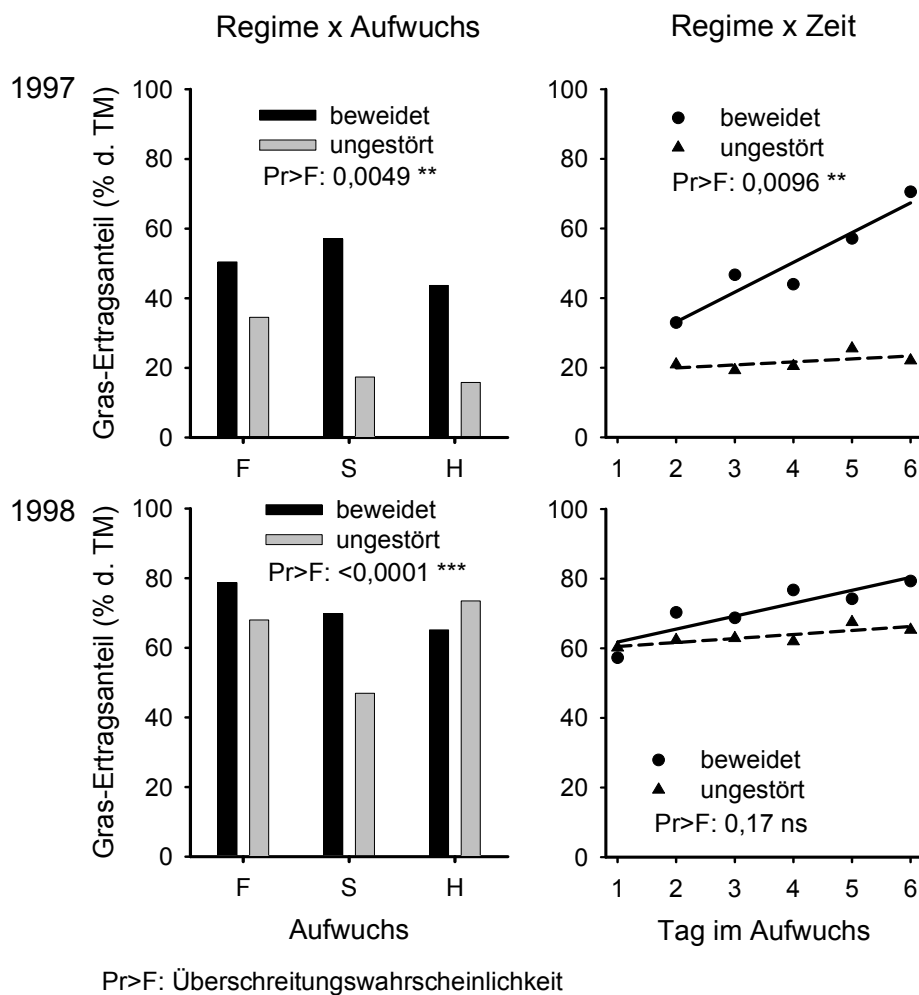 Regime x Aufwuchs
Regime x Zeit
1997
Gras-Ertragsanteil (% d. TM)
100
80
60
40
20
0
beweidet
ungestört
Pr>F: 0,0049 **
F S H
100
80
60
40
20
0
beweidet
ungestört
Pr>F: 0,0096 **
1 2 3 4 5 6
1998
Gras-Ertragsanteil (% d. TM)
100
80
60
40
20
0
beweidet
ungestört
Pr>F: <0,0001 ***
F S H
Aufwuchs
100
80
60
40
20
0
beweidet
ungestört
Pr>F: 0,17 ns
1 2 3 4 5 6
Tag im Aufwuchs
Pr>F: Überschreitungswahrscheinlichkeit